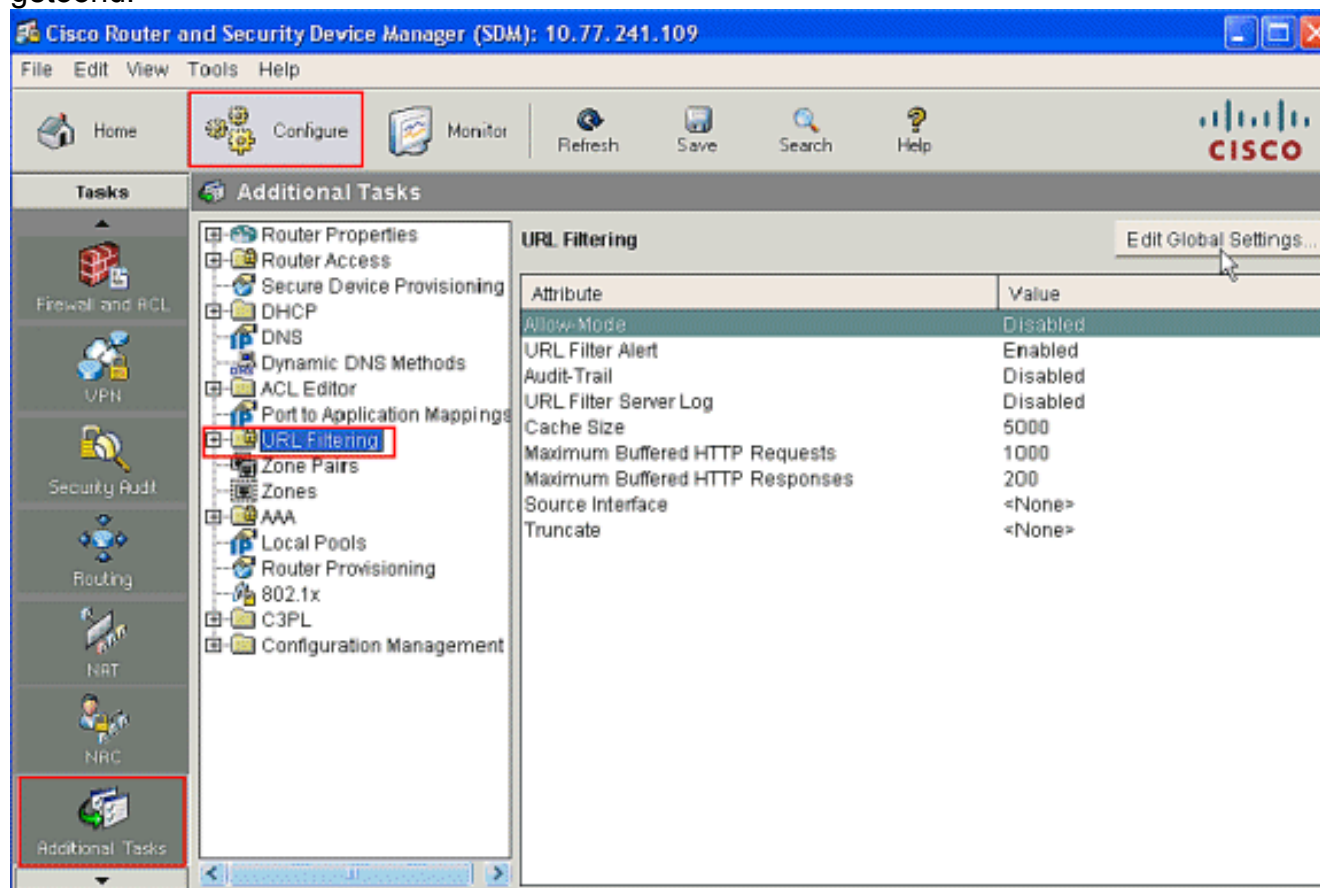 Cisco Router and Security Device Manager (SDM): 10.77.241.109
File Edit View Tools Help
Home Configure Monitor Refresh Save Search Help
CISCO
Tasks
Additional Tasks
Firewall and ACL
VPN
Security Audit
Routing
NAT
NAC
Additional Tasks
Router Properties
Router Access
Secure Device Provisioning
DHCP
DNS
Dynamic DNS Methods
ACL Editor
Port to Application Mappings
URL Filtering
Zone Pairs
Zones
AAA
Local Pools
Router Provisioning
802.1x
C3PL
Configuration Management
URL Filtering
Edit Global Settings...
Attribute Value
Allow-Mode Disabled
URL Filter Alert Enabled
Audit-Trail Disabled
URL Filter Server Log Disabled
Cache Size 5000
Maximum Buffered HTTP Requests 1000
Maximum Buffered HTTP Responses 200
Source Interface <None>
Truncate <None>